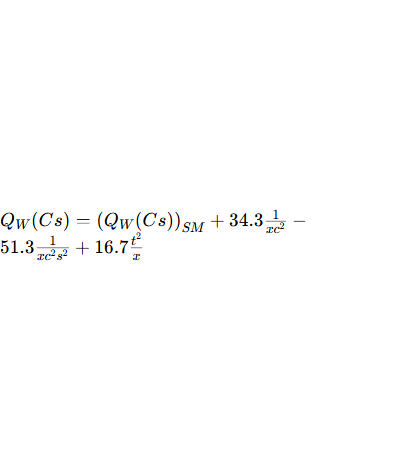 $Q_W(Cs) = (Q_W(Cs))_{SM} + 34.3\frac{1}{xc^2} -$
$51.3\frac{1}{xc^2s^2} + 16.7\frac{t^2}{x}$